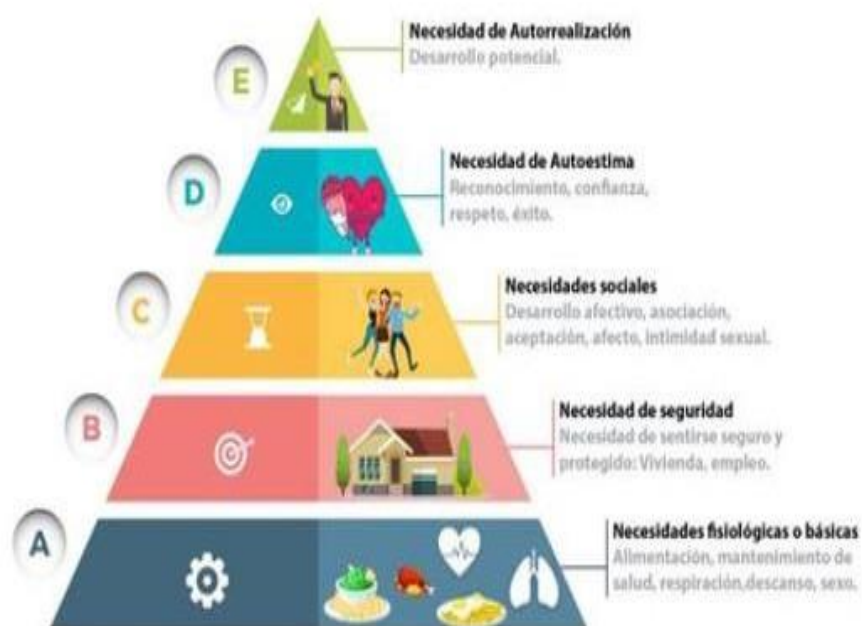 Necesidad de Autorrealización
Desarrollo potencial.
E
Necesidad de Autoestima
Reconocimiento, confianza,
respeto, éxito.
D
Necesidades sociales
Desarrollo afectivo, asociación,
aceptación, afecto, intimidad sexual.
C
Necesidad de seguridad
Necesidad de sentirse seguro y
protegido: Vivienda, empleo.
B
Necesidades fisiológicas o básicas
Alimentación, mantenimiento de
salud, respiración,descanso, sexo.
A